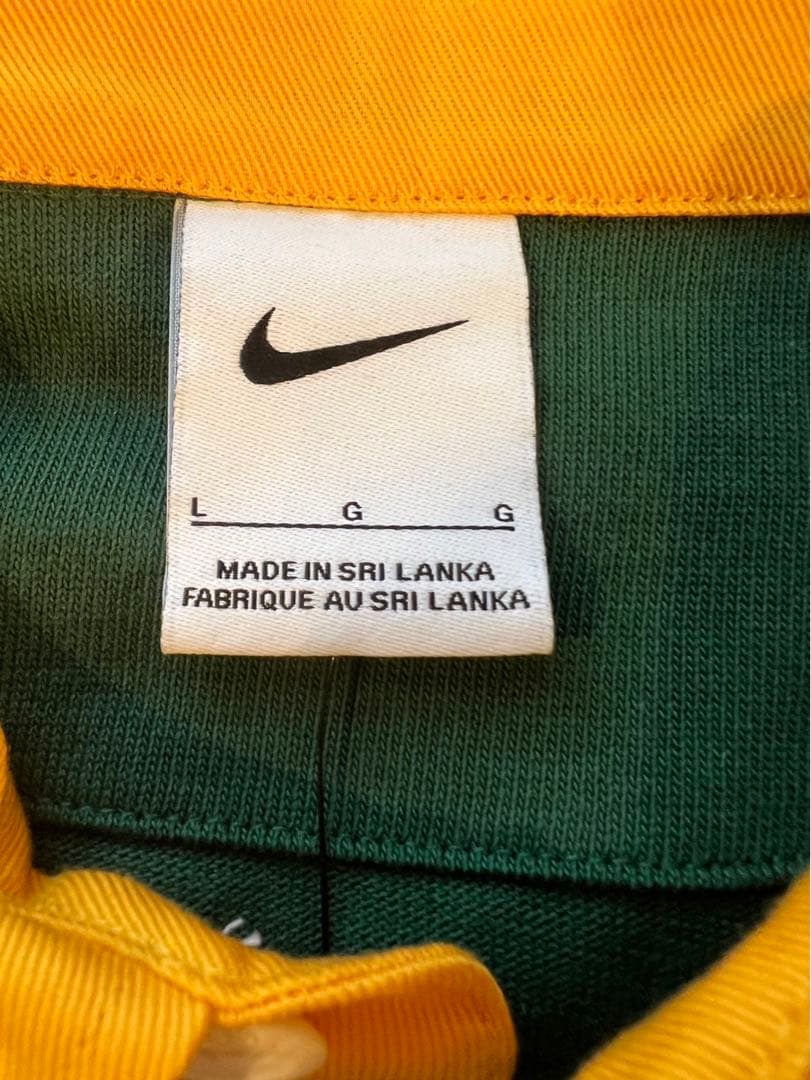 L G G
MADE IN SRI LANKA
FABRIQUE AU SRI LANKA